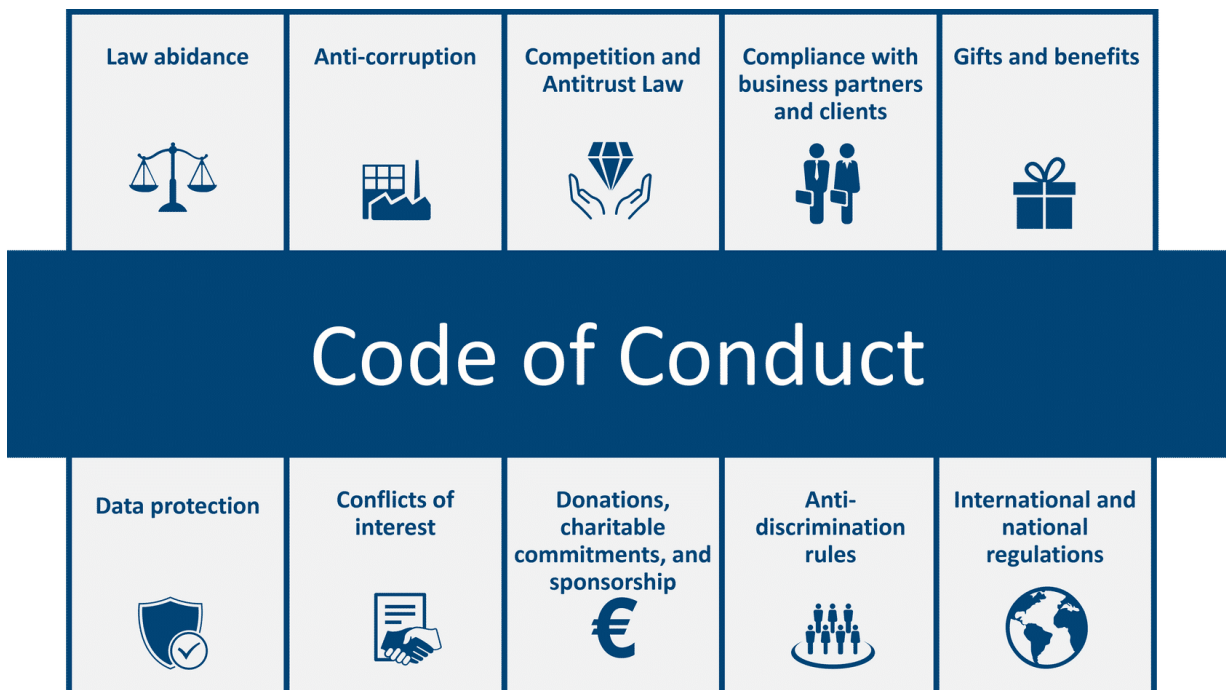 Law abidance
Anti-corruption
Competition and
Antitrust Law
Compliance with
business partners
and clients
Gifts and benefits
Code of Conduct
Data protection
Conflicts of
interest
Donations,
charitable
commitments, and
sponsorship
€
Anti-
discrimination
rules
International and
national
regulations